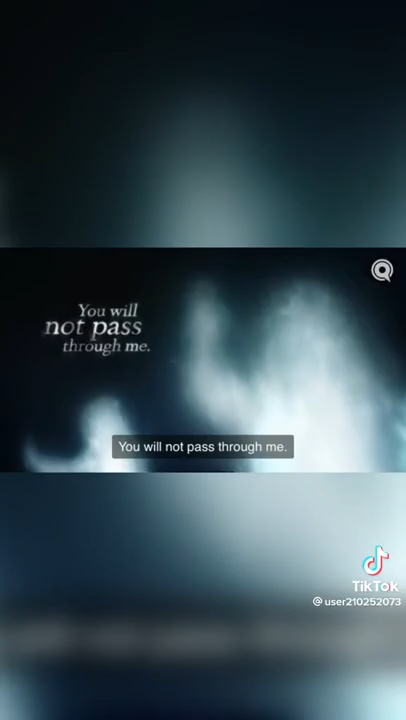 You will
not pass
through me.
You will not pass through me.
TikTok
@user210252073